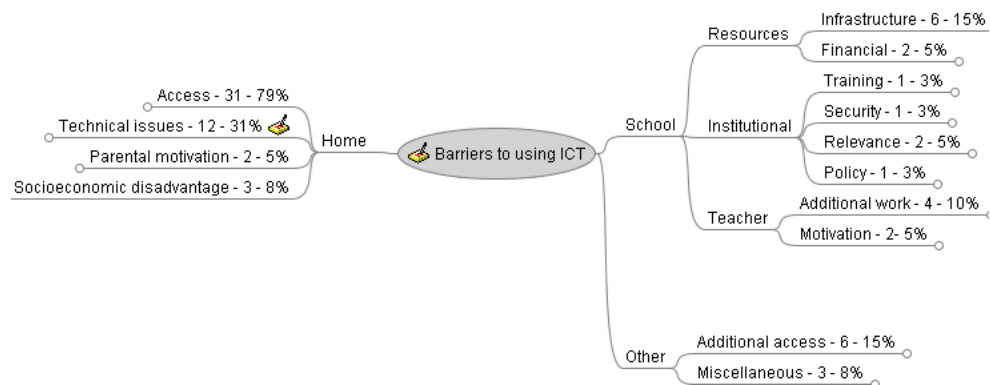 Barriers to using ICT
Home
Access - 31 - 79%
Technical issues - 12 - 31%
Parental motivation - 2 - 5%
Socioeconomic disadvantage - 3 - 8%
School
Resources
Infrastructure - 6 - 15%
Financial - 2 - 5%
Institutional
Training - 1 - 3%
Security - 1 - 3%
Relevance - 2 - 5%
Policy - 1 - 3%
Teacher
Additional work - 4 - 10%
Motivation - 2- 5%
Other
Additional access - 6 - 15%
Miscellaneous - 3 - 8%